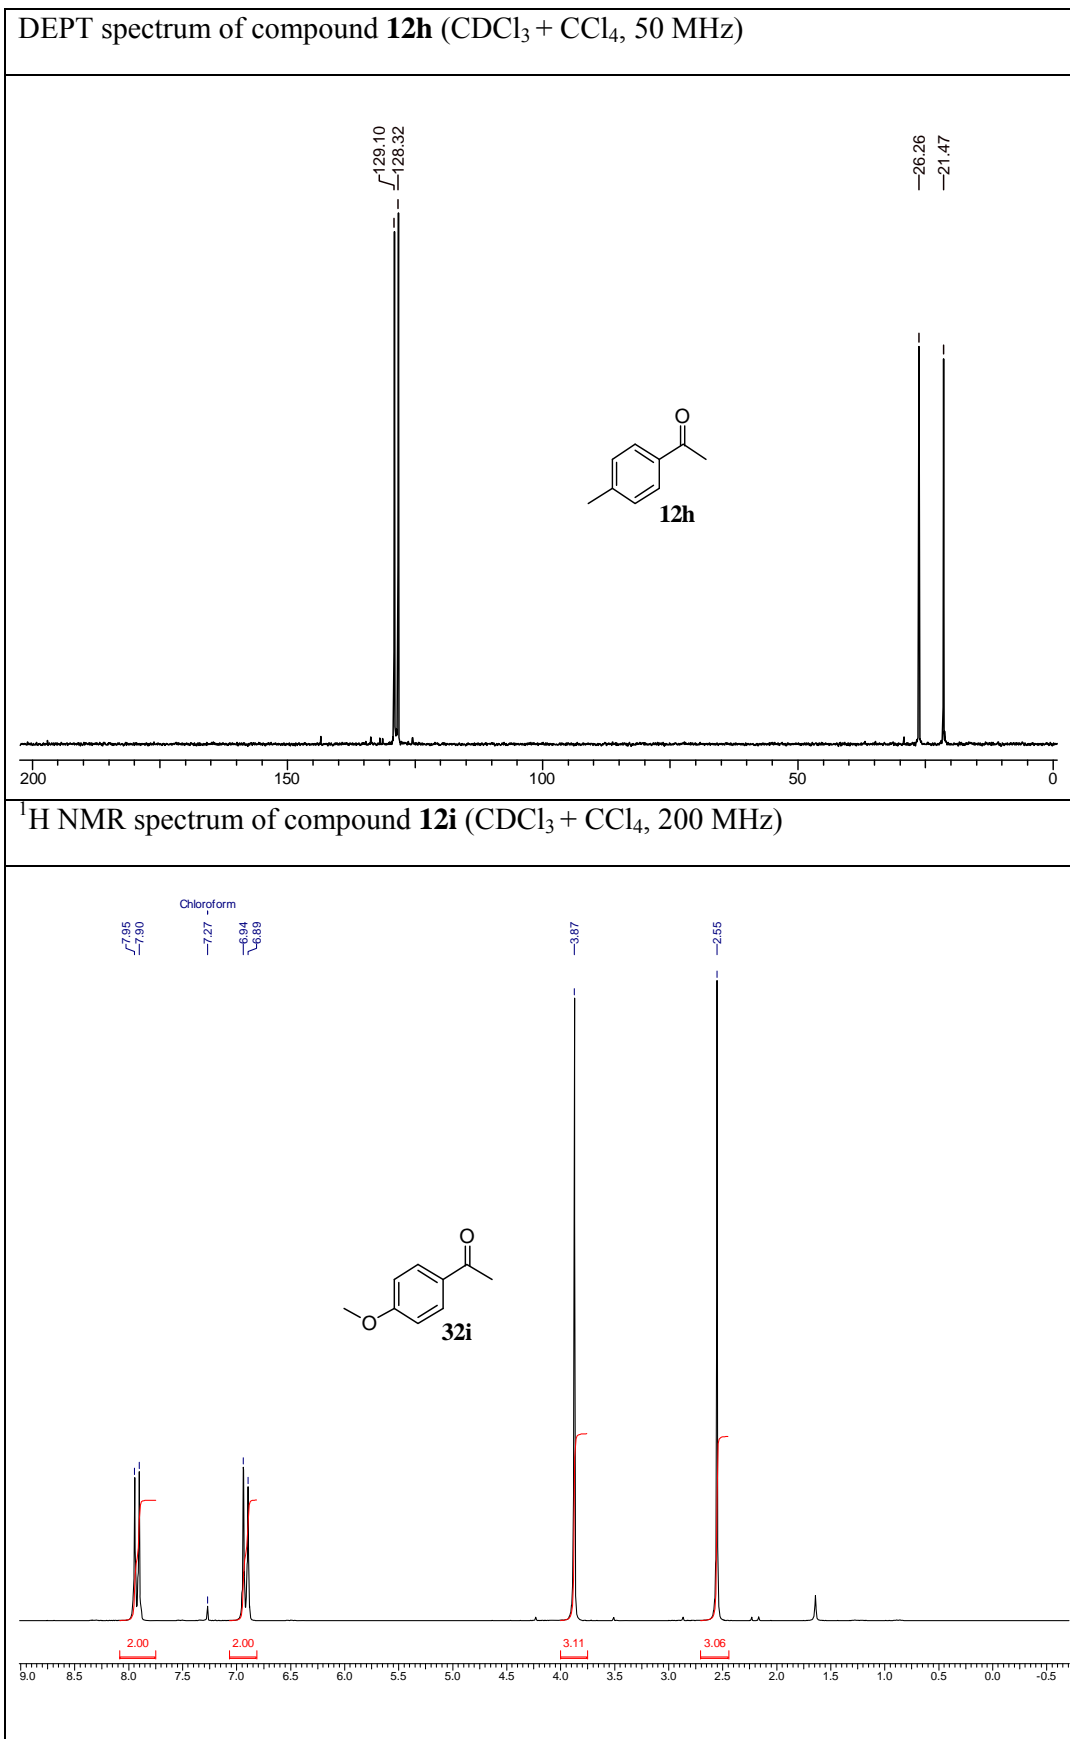 DEPT spectrum of compound 12h (CDCl₃ + CCl₄, 50 MHz)
129.10
128.32
26.26
21.47
O
12h
200 150 100 50 0
¹H NMR spectrum of compound 12i (CDCl₃ + CCl₄, 200 MHz)
Chloroform
7.95
7.90
7.27
6.94
6.89
3.87
2.55
O
O
32i
2.00 2.00 3.11 3.06
9.0 8.5 8.0 7.5 7.0 6.5 6.0 5.5 5.0 4.5 4.0 3.5 3.0 2.5 2.0 1.5 1.0 0.5 0.0 -0.5